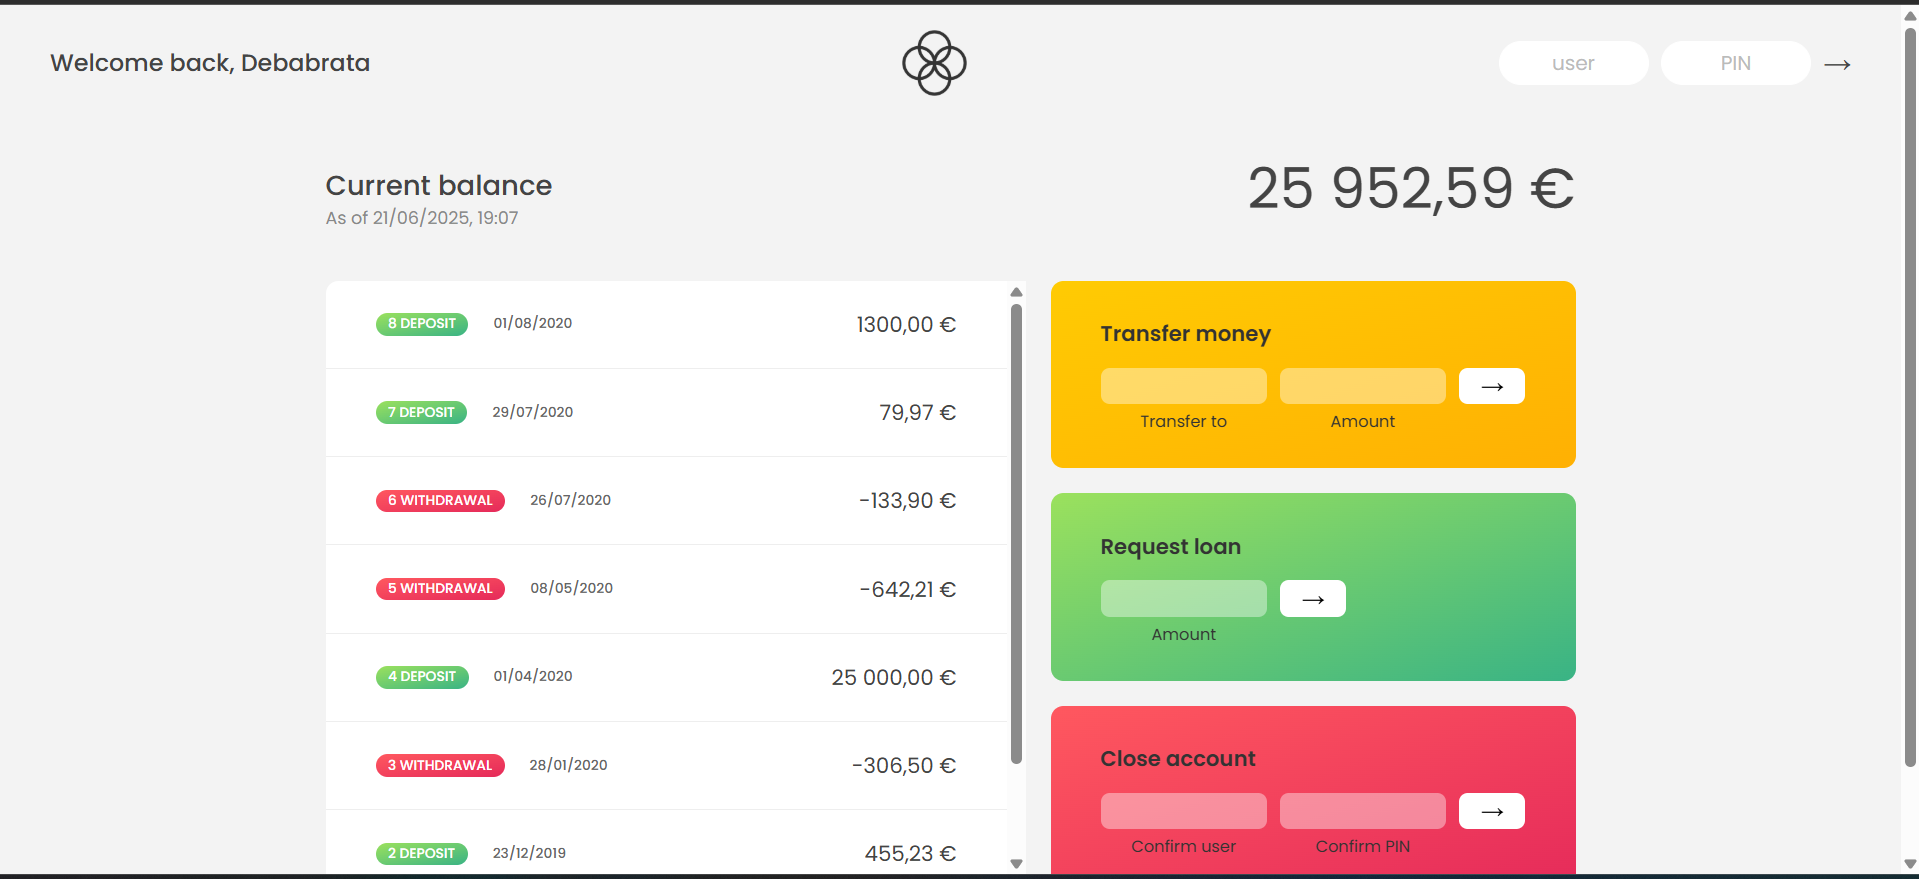 Welcome back, Debabrata
user
PIN
→
Current balance
As of 21/06/2025, 19:07
25 952,59 €
8 DEPOSIT 01/08/2020 1300,00 €
7 DEPOSIT 29/07/2020 79,97 €
6 WITHDRAWAL 26/07/2020 -133,90 €
5 WITHDRAWAL 08/05/2020 -642,21 €
4 DEPOSIT 01/04/2020 25 000,00 €
3 WITHDRAWAL 28/01/2020 -306,50 €
2 DEPOSIT 23/12/2019 455,23 €
Transfer money
→
Transfer to Amount
Request loan
→
Amount
Close account
→
Confirm user Confirm PIN